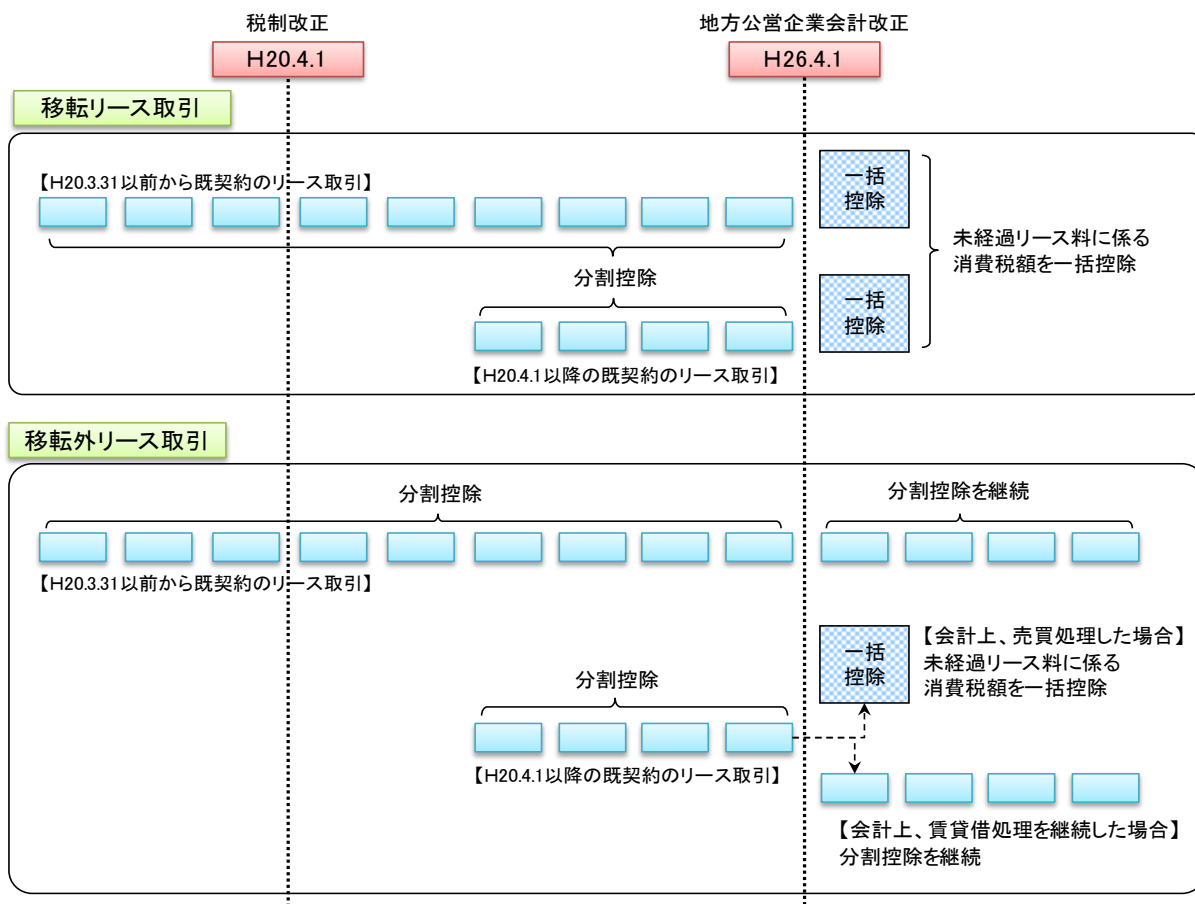 税制改正
地方公営企業会計改正
H20.4.1
H26.4.1
移転リース取引
【H20.3.31以前から既契約のリース取引】
一括
控除
未経過リース料に係る
消費税額を一括控除
分割控除
一括
控除
【H20.4.1以降の既契約のリース取引】
移転外リース取引
分割控除
分割控除を継続
【H20.3.31以前から既契約のリース取引】
一括
控除
【会計上、売買処理した場合】
未経過リース料に係る
消費税額を一括控除
分割控除
【H20.4.1以降の既契約のリース取引】
【会計上、賃貸借処理を継続した場合】
分割控除を継続